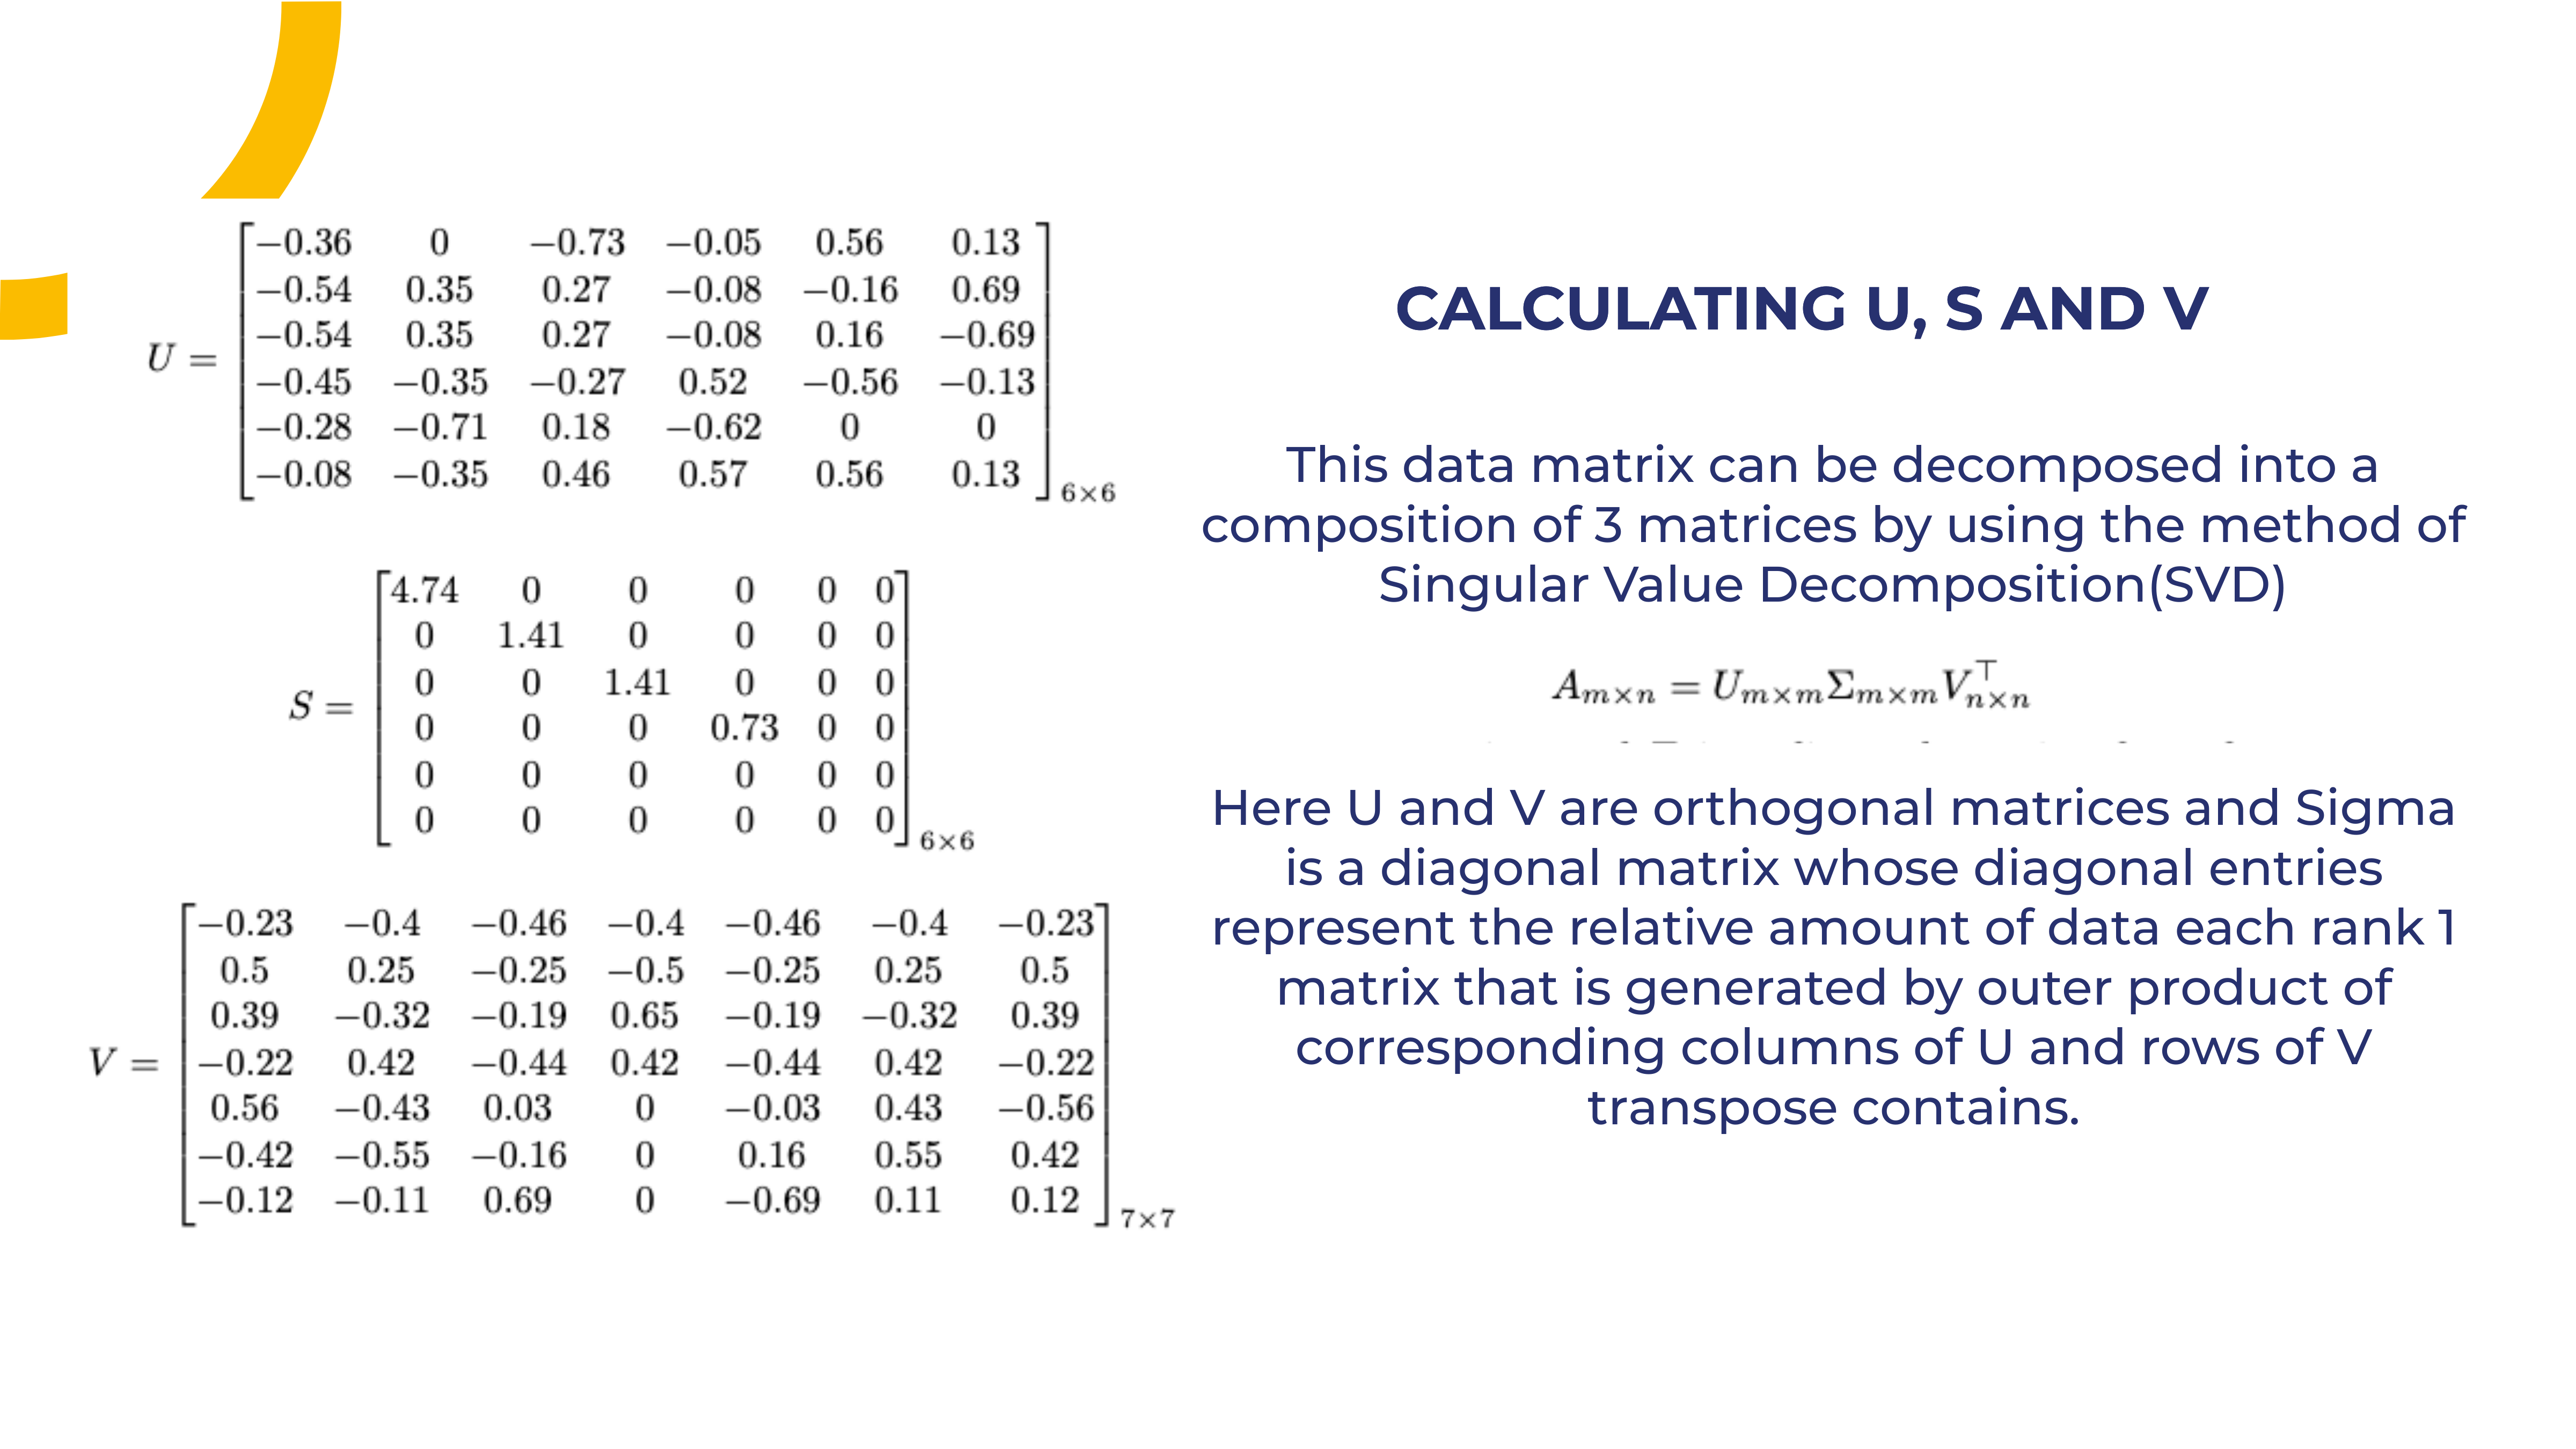 U =
−0.36 0 −0.73 −0.05 0.56 0.13
−0.54 0.35 0.27 −0.08 −0.16 0.69
−0.54 0.35 0.27 −0.08 0.16 −0.69
−0.45 −0.35 −0.27 0.52 −0.56 −0.13
−0.28 −0.71 0.18 −0.62 0 0
−0.08 −0.35 0.46 0.57 0.56 0.13
6×6
S =
4.74 0 0 0 0 0
0 1.41 0 0 0 0
0 0 1.41 0 0 0
0 0 0 0.73 0 0
0 0 0 0 0 0
0 0 0 0 0 0
6×6
V =
−0.23 −0.4 −0.46 −0.4 −0.46 −0.4 −0.23
0.5 0.25 −0.25 −0.5 −0.25 0.25 0.5
0.39 −0.32 −0.19 0.65 −0.19 −0.32 0.39
−0.22 0.42 −0.44 0.42 −0.44 0.42 −0.22
0.56 −0.43 0.03 0 −0.03 0.43 −0.56
−0.42 −0.55 −0.16 0 0.16 0.55 0.42
−0.12 −0.11 0.69 0 −0.69 0.11 0.12
7×7
CALCULATING U, S AND V
This data matrix can be decomposed into a
composition of 3 matrices by using the method of
Singular Value Decomposition(SVD)
A_{m×n} = U_{m×m}Σ_{m×m}V_{n×n}^⊤
Here U and V are orthogonal matrices and Sigma
is a diagonal matrix whose diagonal entries
represent the relative amount of data each rank 1
matrix that is generated by outer product of
corresponding columns of U and rows of V
transpose contains.